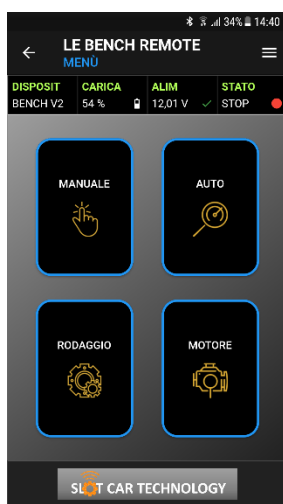 34% 14:40
LE BENCH REMOTE
MENÙ
DISPOSIT CARICA ALIM STATO
BENCH V2 54 % 12,01 V STOP
MANUALE AUTO
RODAGGIO MOTORE
SLOT CAR TECHNOLOGY